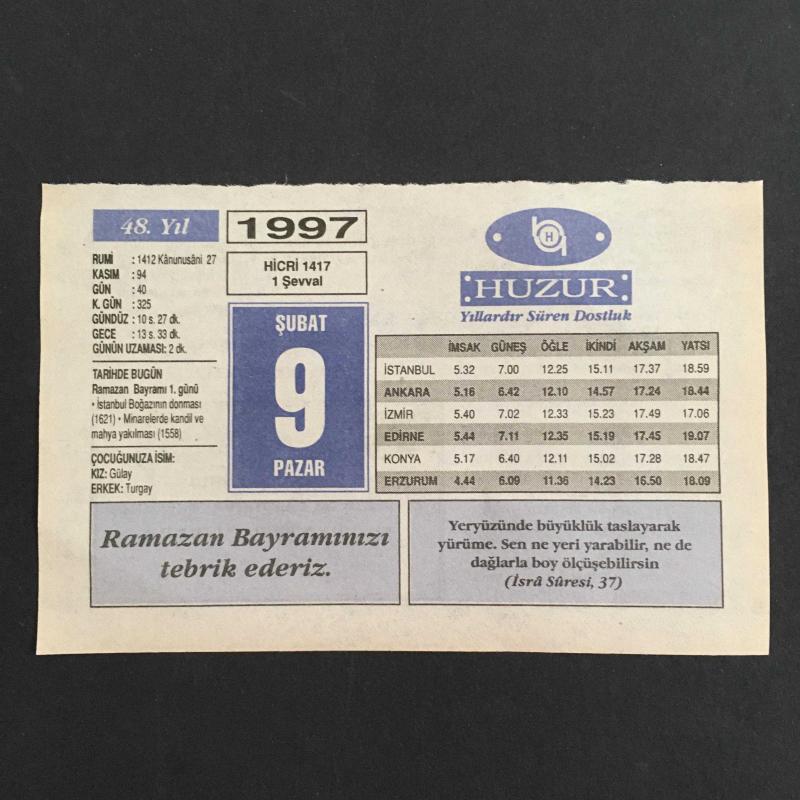 48. Yıl
1997
RUMİ : 1412 Kânunusâni 27
KASIM : 94
GÜN : 40
K. GÜN : 325
GÜNDÜZ : 10 s. 27 dk.
GECE : 13 s. 33 dk.
GÜNÜN UZAMASI: 2 dk.
TARİHDE BUGÜN
Ramazan Bayramı 1. günü
• İstanbul Boğazının donması
(1621) • Minarelerde kandil ve
mahya yakılması (1558)
ÇOCUĞUNUZA İSİM:
KIZ: Gülay
ERKEK: Turgay
HİCRİ 1417
1 Şevval
ŞUBAT
9
PAZAR
H
HUZUR
Yıllardır Süren Dostluk
İMSAK GÜNEŞ ÖĞLE İKİNDİ AKŞAM YATSI
İSTANBUL 5.32 7.00 12.25 15.11 17.37 18.59
ANKARA 5.16 6.42 12.10 14.57 17.24 18.44
İZMİR 5.40 7.02 12.33 15.23 17.49 17.06
EDİRNE 5.44 7.11 12.35 15.19 17.45 19.07
KONYA 5.17 6.40 12.11 15.02 17.28 18.47
ERZURUM 4.44 6.09 11.36 14.23 16.50 18.09
Ramazan Bayramınızı
tebrik ederiz.
Yeryüzünde büyüklük taslayarak
yürüme. Sen ne yeri yarabilir, ne de
dağlarla boy ölçüşebilirsin
(İsrâ Sûresi, 37)